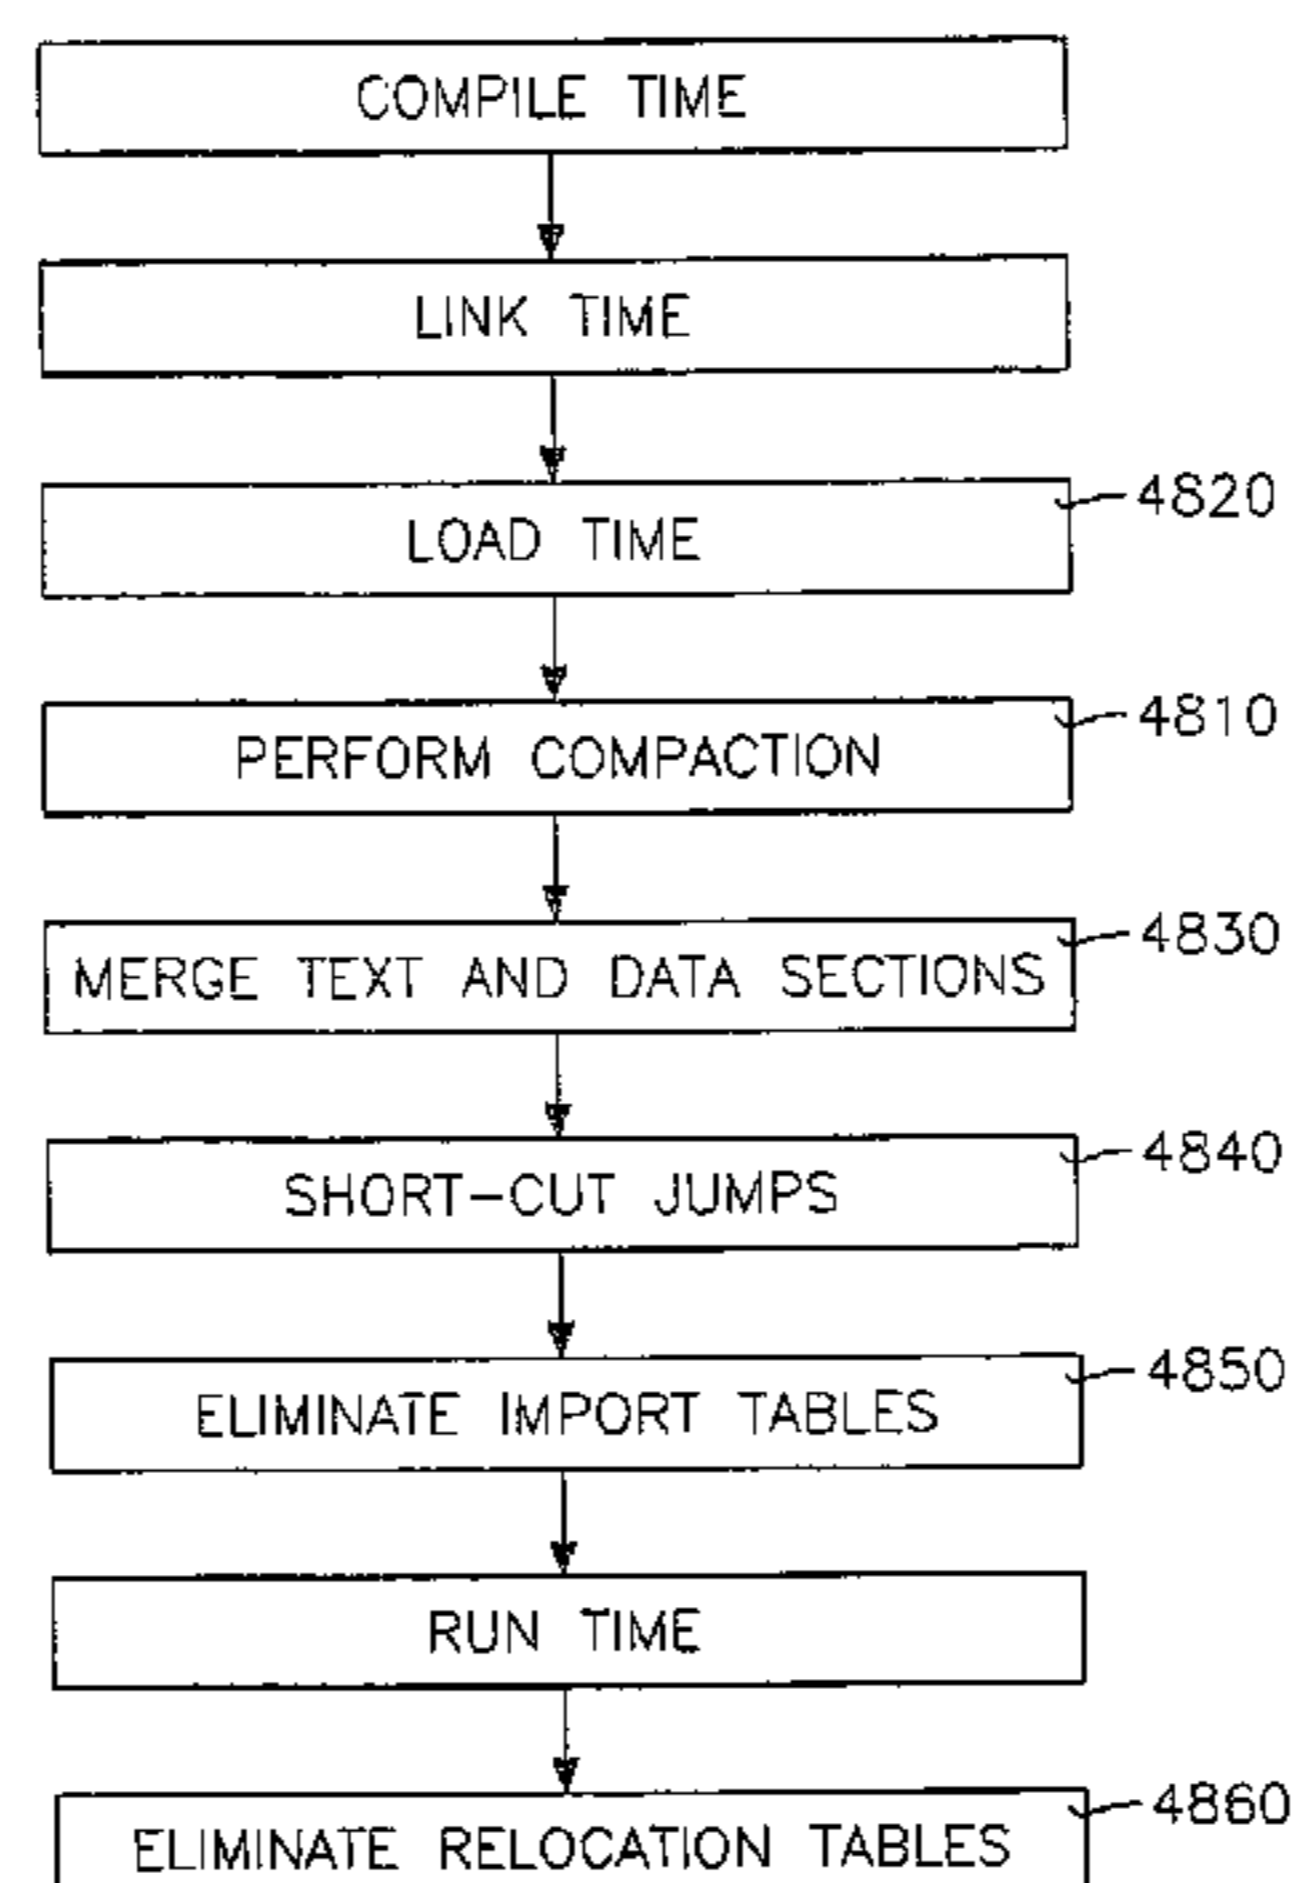 COMPILE TIME
LINK TIME
4820
LOAD TIME
4810
PERFORM COMPACTION
4830
MERGE TEXT AND DATA SECTIONS
4840
SHORT-CUT JUMPS
4850
ELIMINATE IMPORT TABLES
RUN TIME
4860
ELIMINATE RELOCATION TABLES